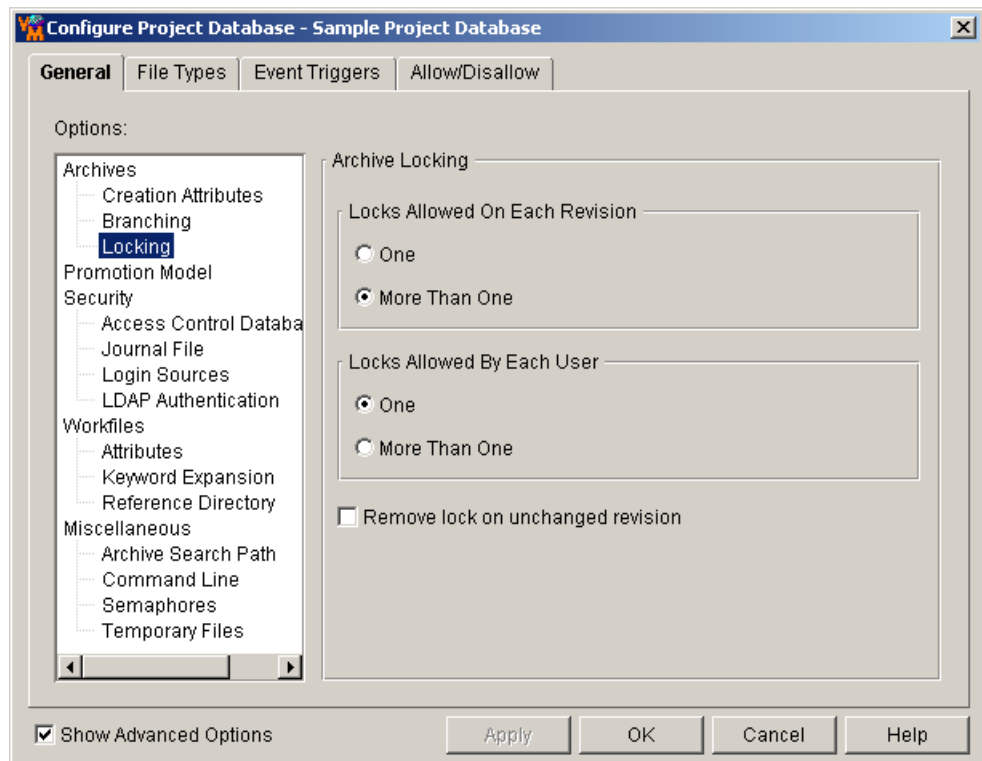 Configure Project Database - Sample Project Database
General File Types Event Triggers Allow/Disallow
Options:
Archives
Creation Attributes
Branching
Locking
Promotion Model
Security
Access Control Databa
Journal File
Login Sources
LDAP Authentication
Workfiles
Attributes
Keyword Expansion
Reference Directory
Miscellaneous
Archive Search Path
Command Line
Semaphores
Temporary Files
Archive Locking
Locks Allowed On Each Revision
One
More Than One
Locks Allowed By Each User
One
More Than One
Remove lock on unchanged revision
Show Advanced Options
Apply OK Cancel Help